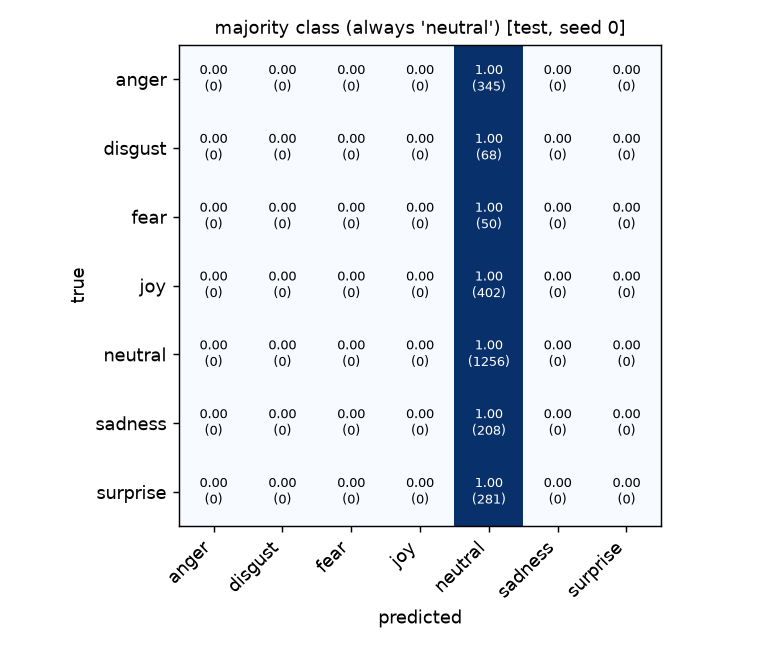 majority class (always 'neutral') [test, seed 0]
anger 0.00 0.00 0.00 0.00 1.00 0.00 0.00
(0) (0) (0) (0) (345) (0) (0)
disgust 0.00 0.00 0.00 0.00 1.00 0.00 0.00
(0) (0) (0) (0) (68) (0) (0)
fear 0.00 0.00 0.00 0.00 1.00 0.00 0.00
(0) (0) (0) (0) (50) (0) (0)
joy 0.00 0.00 0.00 0.00 1.00 0.00 0.00
(0) (0) (0) (0) (402) (0) (0)
neutral 0.00 0.00 0.00 0.00 1.00 0.00 0.00
(0) (0) (0) (0) (1256) (0) (0)
sadness 0.00 0.00 0.00 0.00 1.00 0.00 0.00
(0) (0) (0) (0) (208) (0) (0)
surprise 0.00 0.00 0.00 0.00 1.00 0.00 0.00
(0) (0) (0) (0) (281) (0) (0)
true
anger disgust fear joy neutral sadness surprise
predicted